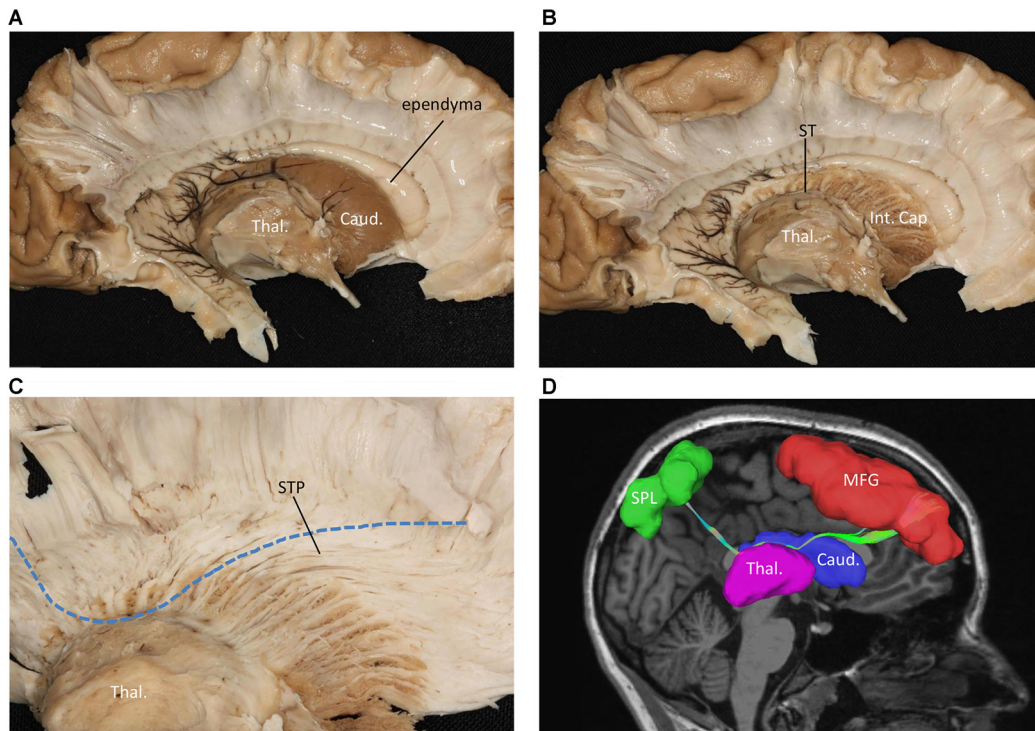 A
ependyma
Thal.
Caud.
B
ST
Int. Cap
Thal.
C
STP
Thal.
D
SPL
MFG
Thal.
Caud.